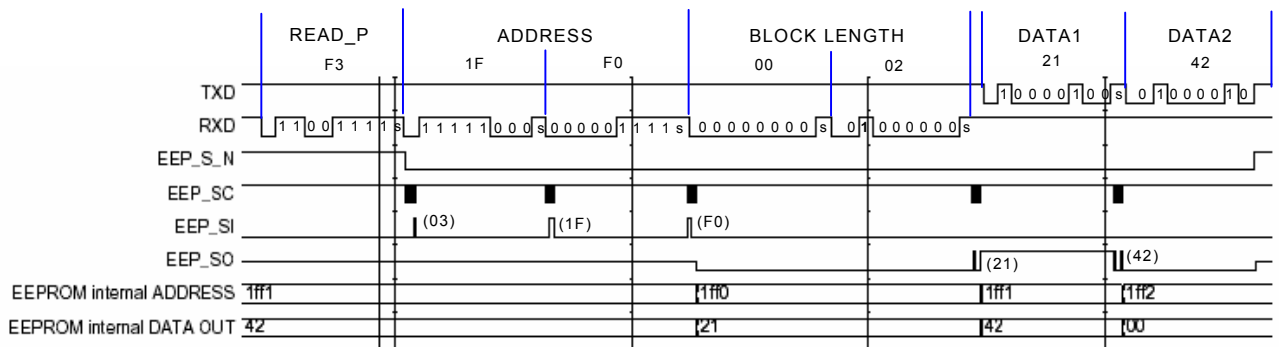 READ_P ADDRESS BLOCK LENGTH DATA1 DATA2
F3 1F F0 00 02 21 42
TXD 1 0 0 0 0 1 0 0 s 0 1 0 0 0 0 1 0
RXD 1 1 0 0 1 1 1 1 s 1 1 1 1 1 0 0 0 s 0 0 0 0 1 1 1 1 s 0 0 0 0 0 0 0 0 s 0 1 0 0 0 0 0 0 s
EEP_S_N
EEP_SC
EEP_SI (03) (1F) (F0)
EEP_SO (21) (42)
EEPROM internal ADDRESS 1ff1 1ff0 1ff1 1ff2
EEPROM internal DATA OUT 42 21 42 00